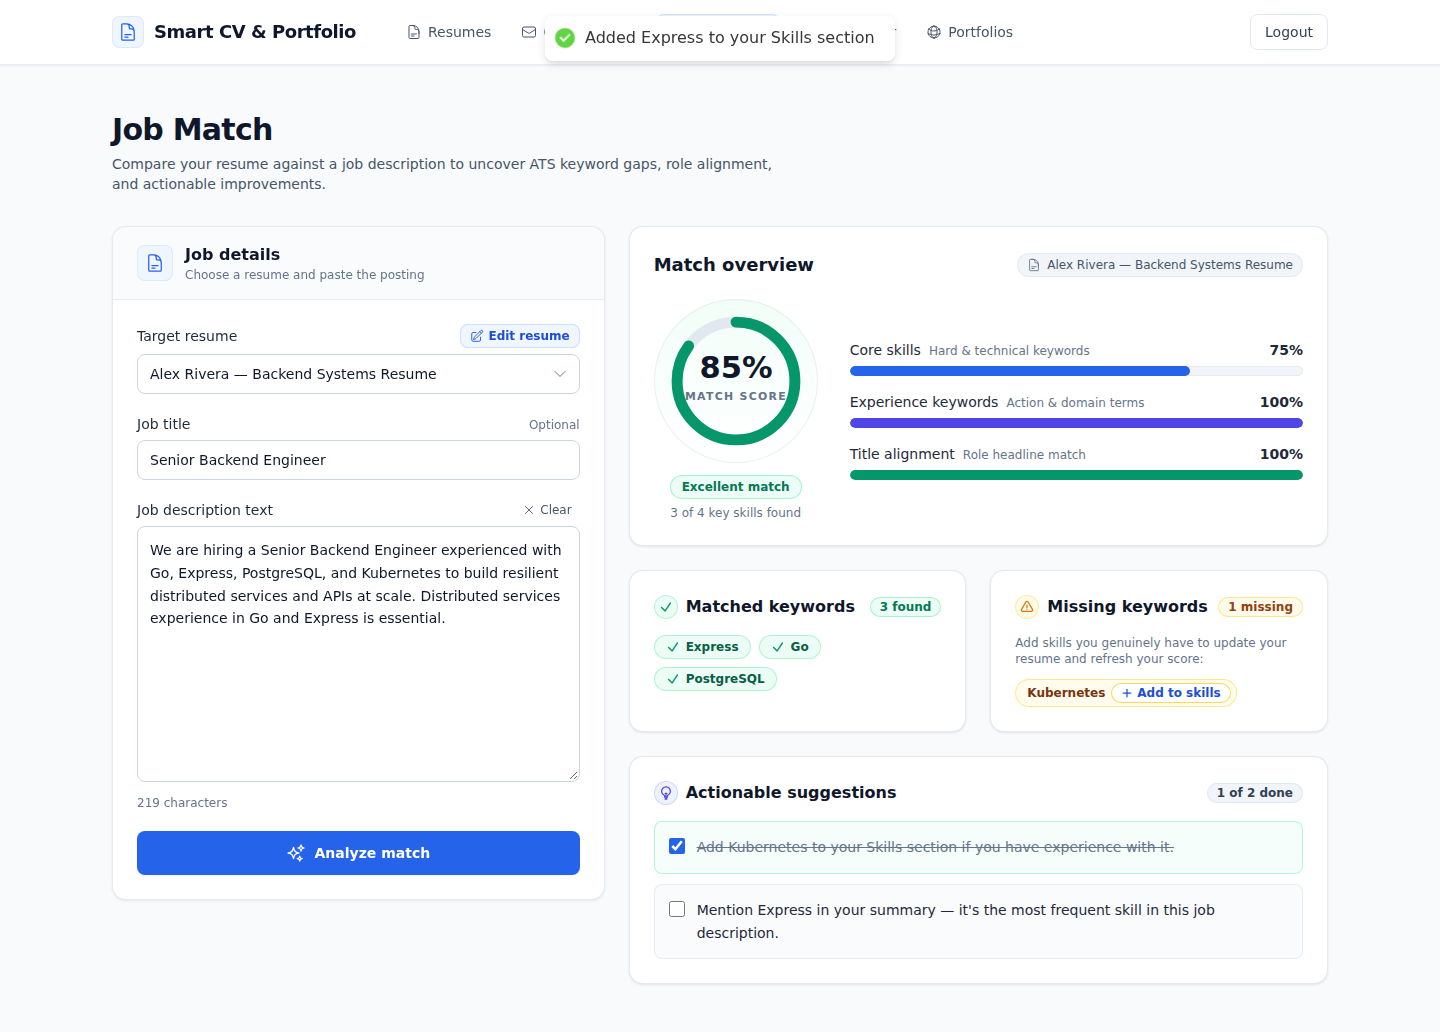 Smart CV & Portfolio
Resumes
Portfolios
Logout
Added Express to your Skills section
Job Match
Compare your resume against a job description to uncover ATS keyword gaps, role alignment,
and actionable improvements.
Job details
Choose a resume and paste the posting
Target resume
Edit resume
Alex Rivera — Backend Systems Resume
Job title
Optional
Senior Backend Engineer
Job description text
Clear
We are hiring a Senior Backend Engineer experienced with
Go, Express, PostgreSQL, and Kubernetes to build resilient
distributed services and APIs at scale. Distributed services
experience in Go and Express is essential.
219 characters
Analyze match
Match overview
Alex Rivera — Backend Systems Resume
85%
MATCH SCORE
Excellent match
3 of 4 key skills found
Core skills Hard & technical keywords 75%
Experience keywords Action & domain terms 100%
Title alignment Role headline match 100%
Matched keywords
3 found
Express
Go
PostgreSQL
Missing keywords
1 missing
Add skills you genuinely have to update your
resume and refresh your score:
Kubernetes
Add to skills
Actionable suggestions
1 of 2 done
Add Kubernetes to your Skills section if you have experience with it.
Mention Express in your summary — it's the most frequent skill in this job
description.